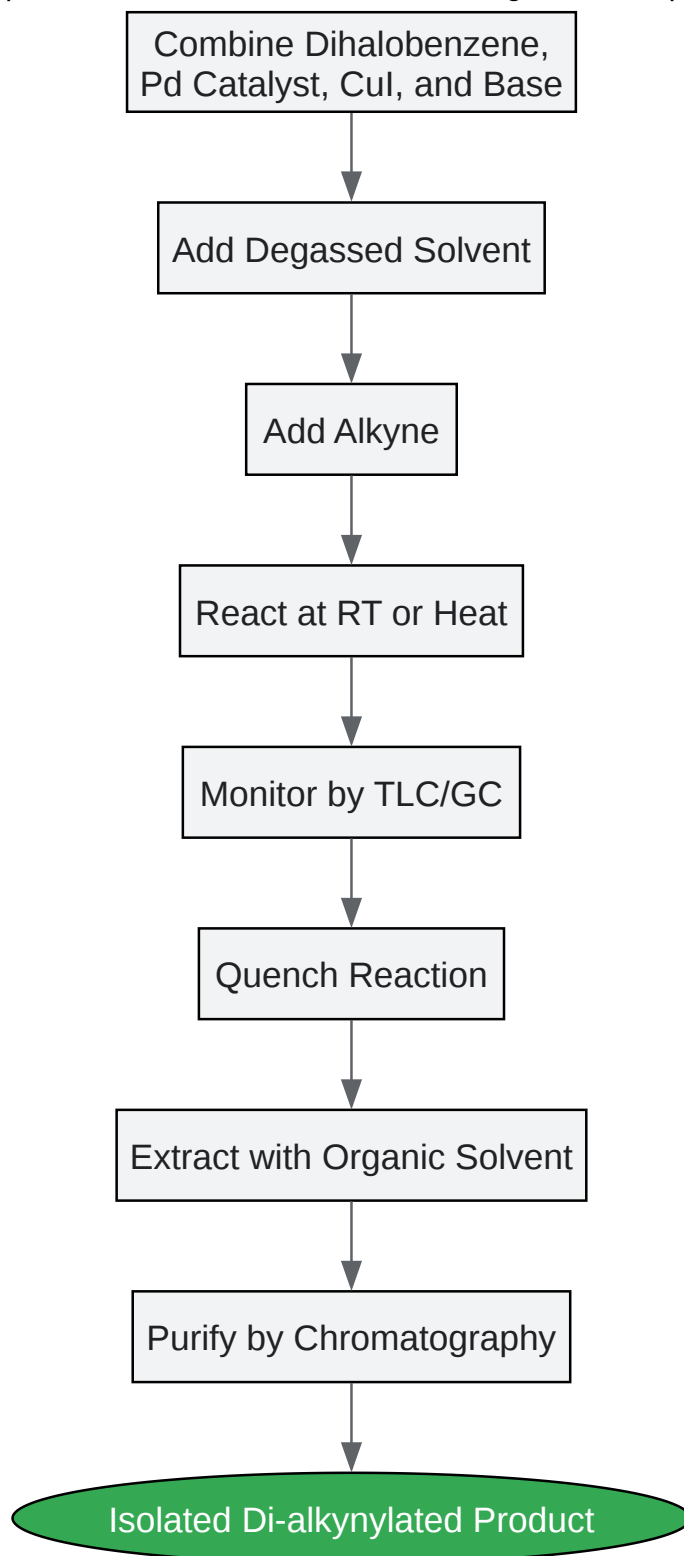 Combine Dihalobenzene,
Pd Catalyst, CuI, and Base
Add Degassed Solvent
Add Alkyne
React at RT or Heat
Monitor by TLC/GC
Quench Reaction
Extract with Organic Solvent
Purify by Chromatography
Isolated Di-alkynylated Product